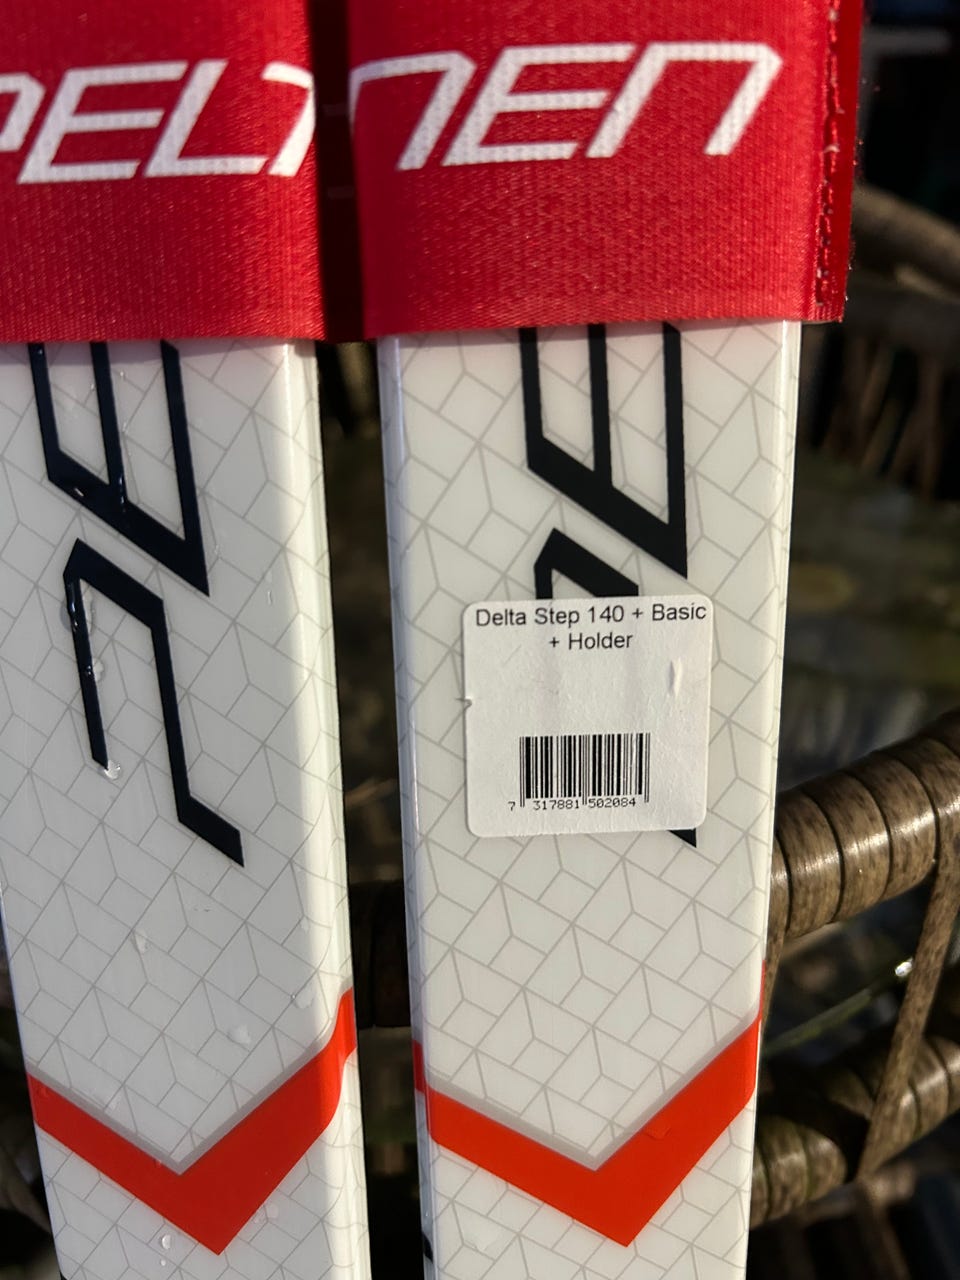 PELT
NEN
Delta Step 140 + Basic
+ Holder
7 317881 502084